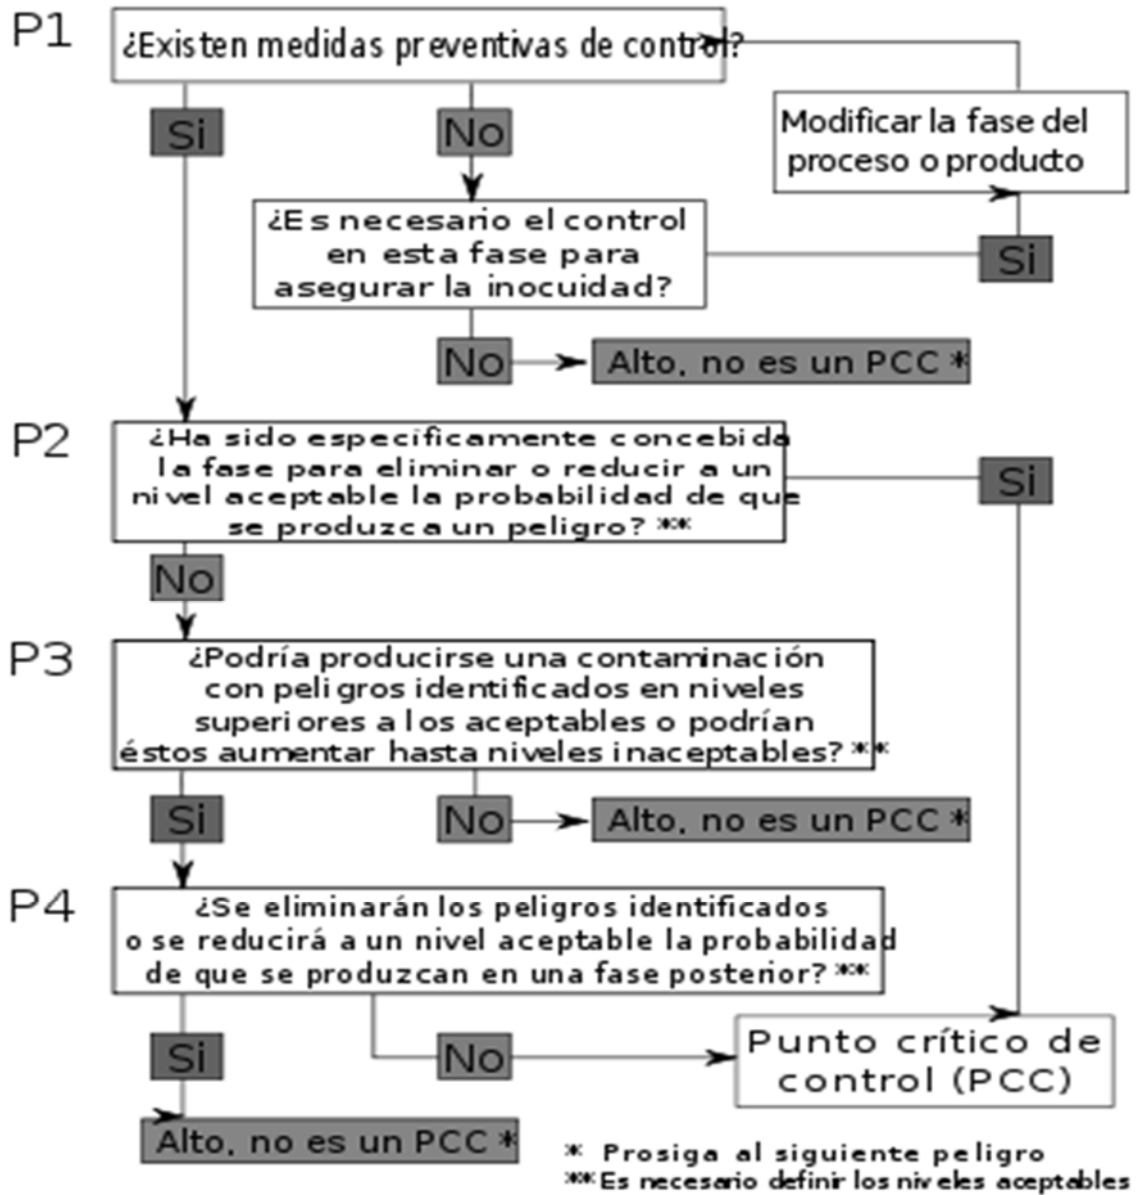 P1
¿Existen medidas preventivas de control?
Si
No
Modificar la fase del
proceso o producto
¿Es necesario el control
en esta fase para
asegurar la inocuidad?
Si
No
Alto, no es un PCC *
P2
¿Ha sido específicamente concebida
la fase para eliminar o reducir a un
nivel aceptable la probabilidad de que
se produzca un peligro? **
Si
No
P3
¿Podría producirse una contaminación
con peligros identificados en niveles
superiores a los aceptables o podrían
éstos aumentar hasta niveles inaceptables? **
Si
No
Alto, no es un PCC *
P4
¿Se eliminarán los peligros identificados
o se reducirá a un nivel aceptable la probabilidad
de que se produzcan en una fase posterior? **
Si
No
Punto crítico de
control (PCC)
Alto, no es un PCC *
* Prosiga al siguiente peligro
** Es necesario definir los niveles aceptables